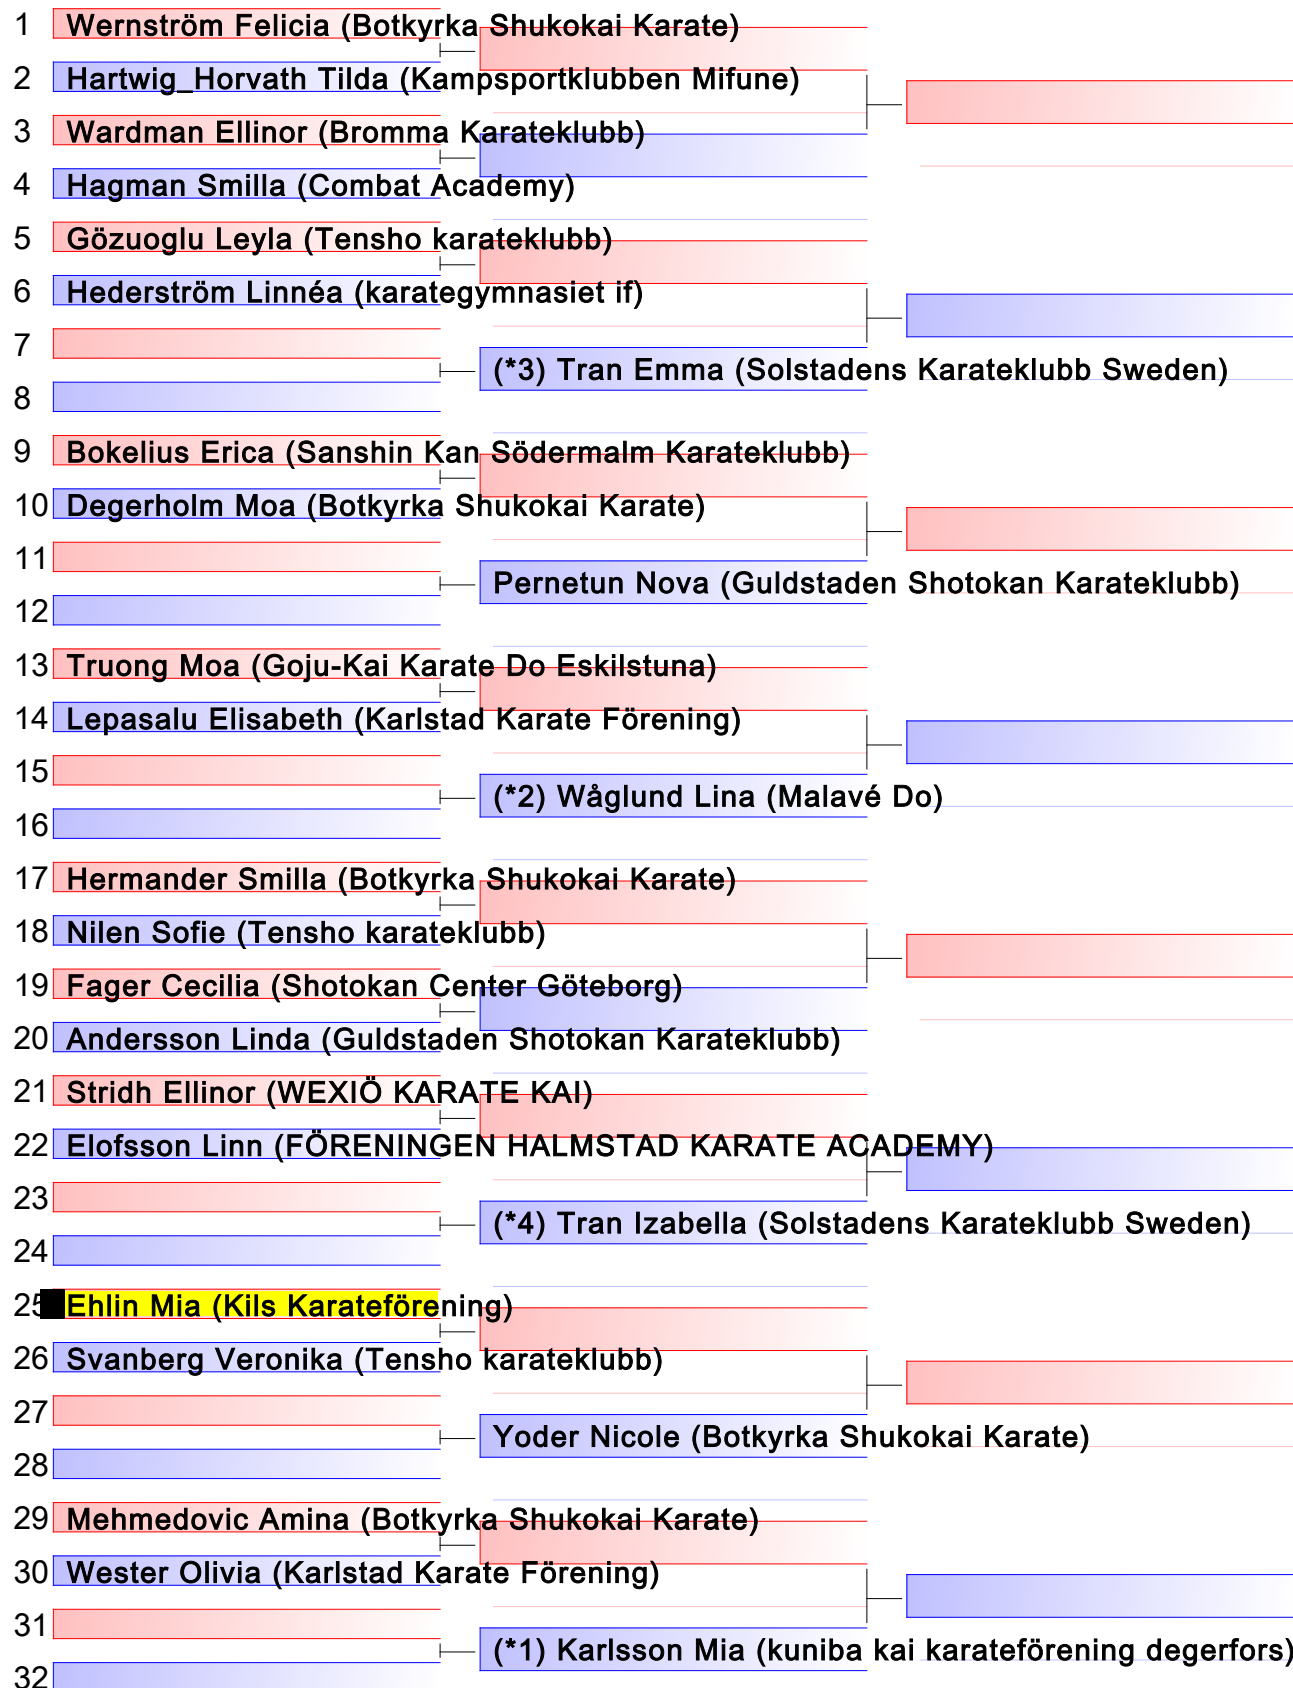 1 Wernström Felicia (Botkyrka Shukokai Karate)
2 Hartwig_Horvath Tilda (Kampsportklubben Mifune)
3 Wardman Ellinor (Bromma Karateklubb)
4 Hagman Smilla (Combat Academy)
5 Gözuoglu Leyla (Tensho karateklubb)
6 Hederström Linnéa (karategymnasiet if)
7
(*3) Tran Emma (Solstadens Karateklubb Sweden)
8
9 Bokelius Erica (Sanshin Kan Södermalm Karateklubb)
10 Degerholm Moa (Botkyrka Shukokai Karate)
11
Pernetun Nova (Guldstaden Shotokan Karateklubb)
12
13 Truong Moa (Goju-Kai Karate Do Eskilstuna)
14 Lepasalu Elisabeth (Karlstad Karate Förening)
15
(*2) Wåglund Lina (Malavé Do)
16
17 Hermander Smilla (Botkyrka Shukokai Karate)
18 Nilen Sofie (Tensho karateklubb)
19 Fager Cecilia (Shotokan Center Göteborg)
20 Andersson Linda (Guldstaden Shotokan Karateklubb)
21 Stridh Ellinor (WEXIÖ KARATE KAI)
22 Elofsson Linn (FÖRENINGEN HALMSTAD KARATE ACADEMY)
23
(*4) Tran Izabella (Solstadens Karateklubb Sweden)
24
25 Ehlin Mia (Kils Karateförening)
26 Svanberg Veronika (Tensho karateklubb)
27
Yoder Nicole (Botkyrka Shukokai Karate)
28
29 Mehmedovic Amina (Botkyrka Shukokai Karate)
30 Wester Olivia (Karlstad Karate Förening)
31
(*1) Karlsson Mia (kuniba kai karateförening degerfors)
32